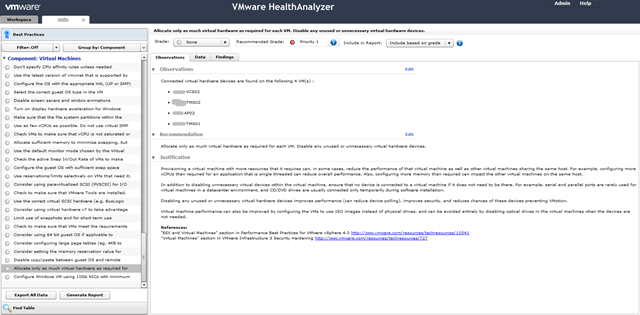 vmware
VMware HealthAnalyzer
Admin Help
Workspace
Best Practices
Filter: Off
Group by: Component
Component: Virtual Machines
Don't specify CPU affinity rules unless needed
Use the latest version of vmxnet that is supported by
Configure the OS with the appropriate HAL (UP or SMP)
Select the correct guest OS type in the VM
Disable screen savers and window animations
Turn on display hardware acceleration for Windows
Make sure that the file system partitions within the
Use as few vCPUs as possible. Do not use virtual SMP
Check VMs to make sure that vCPU is not saturated or
Allocate sufficient memory to minimize swapping, but
Use the default monitor mode chosen by the Virtual
Check the active Swap In/Out Rate of VMs to make
Configure the guest OS with sufficient swap space
Use reservations/limits selectively on VMs that need it.
Consider using paravirtualized SCSI (PVSCSI) for I/O
Check to make sure that VMware Tools are installed,
Use the correct virtual SCSI hardware (e.g. BusLogic
Consider using virtual hardware v7 to take advantage
Limit use of snapshots and for short term use
Check to make sure that VMs meet the requirements
Consider using 64 bit guest OS if applicable to
Consider configuring large page tables (eg. 4KB to
Consider setting the memory reservation value for
Disable copy/paste between guest OS and remote
Allocate only as much virtual hardware as required for
Configure Windows VM using 10Gb NICs with minimum
Export All Data
Generate Report
Find Table
Allocate only as much virtual hardware as required for each VM. Disable any unused or unnecessary virtual hardware devices.
Grade: None Recommended Grade: Priority 1 Include in Report: Include based on grade
Observations Data Findings
Observations Edit
Connected virtual hardware devices are found on the following 4 VM(s) :
-VC802
TMG02
AP03
TMG01
Recommendation Edit
Allocate only as much virtual hardware as required for each VM. Disable any unused or unnecessary virtual hardware devices.
Justification
Provisioning a virtual machine with more resources that it requires can, in some cases, reduce the performance of that virtual machine as well as other virtual machines sharing the same host. For example, configuring more
vCPUs than required for an application that is single threaded can reduce overall performance. Also, configuring more memory than required can impact the other virtual machines on the same host.
In addition to disabling unnecessary virtual devices within the virtual machine, ensure that no device is connected to a virtual machine if it does not need to be there. For example, serial and parallel ports are rarely used for
virtual machines in a datacenter environment, and CD/DVD drives are usually connected only temporarily during software installation.
Disabling any unused or unnecessary virtual hardware devices improves performance (can reduce device polling), improves security, and reduces chances of these devices preventing VMotion.
Virtual machine performance can also be improved by configuring the VMs to use ISO images instead of physical drives, and can be avoided entirely by disabling optical drives in the virtual machines when the devices are
not needed.
References:
"ESX and Virtual Machines" section in Performance Best Practices for VMware vSphere 4.0 http://www.vmware.com/resources/techresources/10041
"Virtual Machines" section in VMware Infrastructure 3 Security Hardening http://www.vmware.com/resources/techresources/727